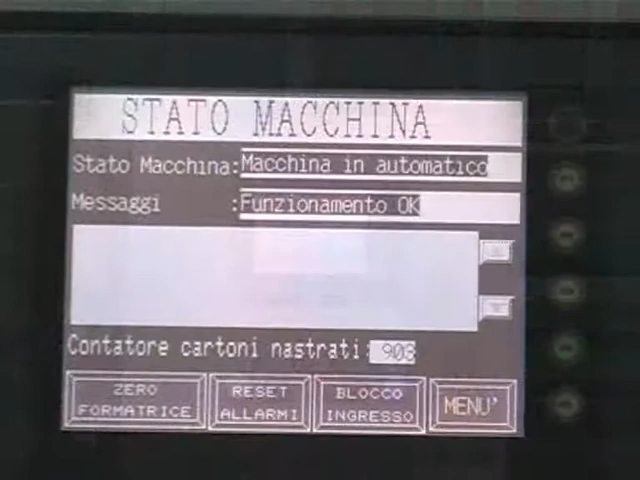 STATO MACCHINA
Stato Macchina: Macchina in automatico
Messaggi : Funzionamento OK
Contatore cartoni nastrati: 903
ZERO FORMATRICE
RESET ALLARMI
BLOCCO INGRESSO
MENU'